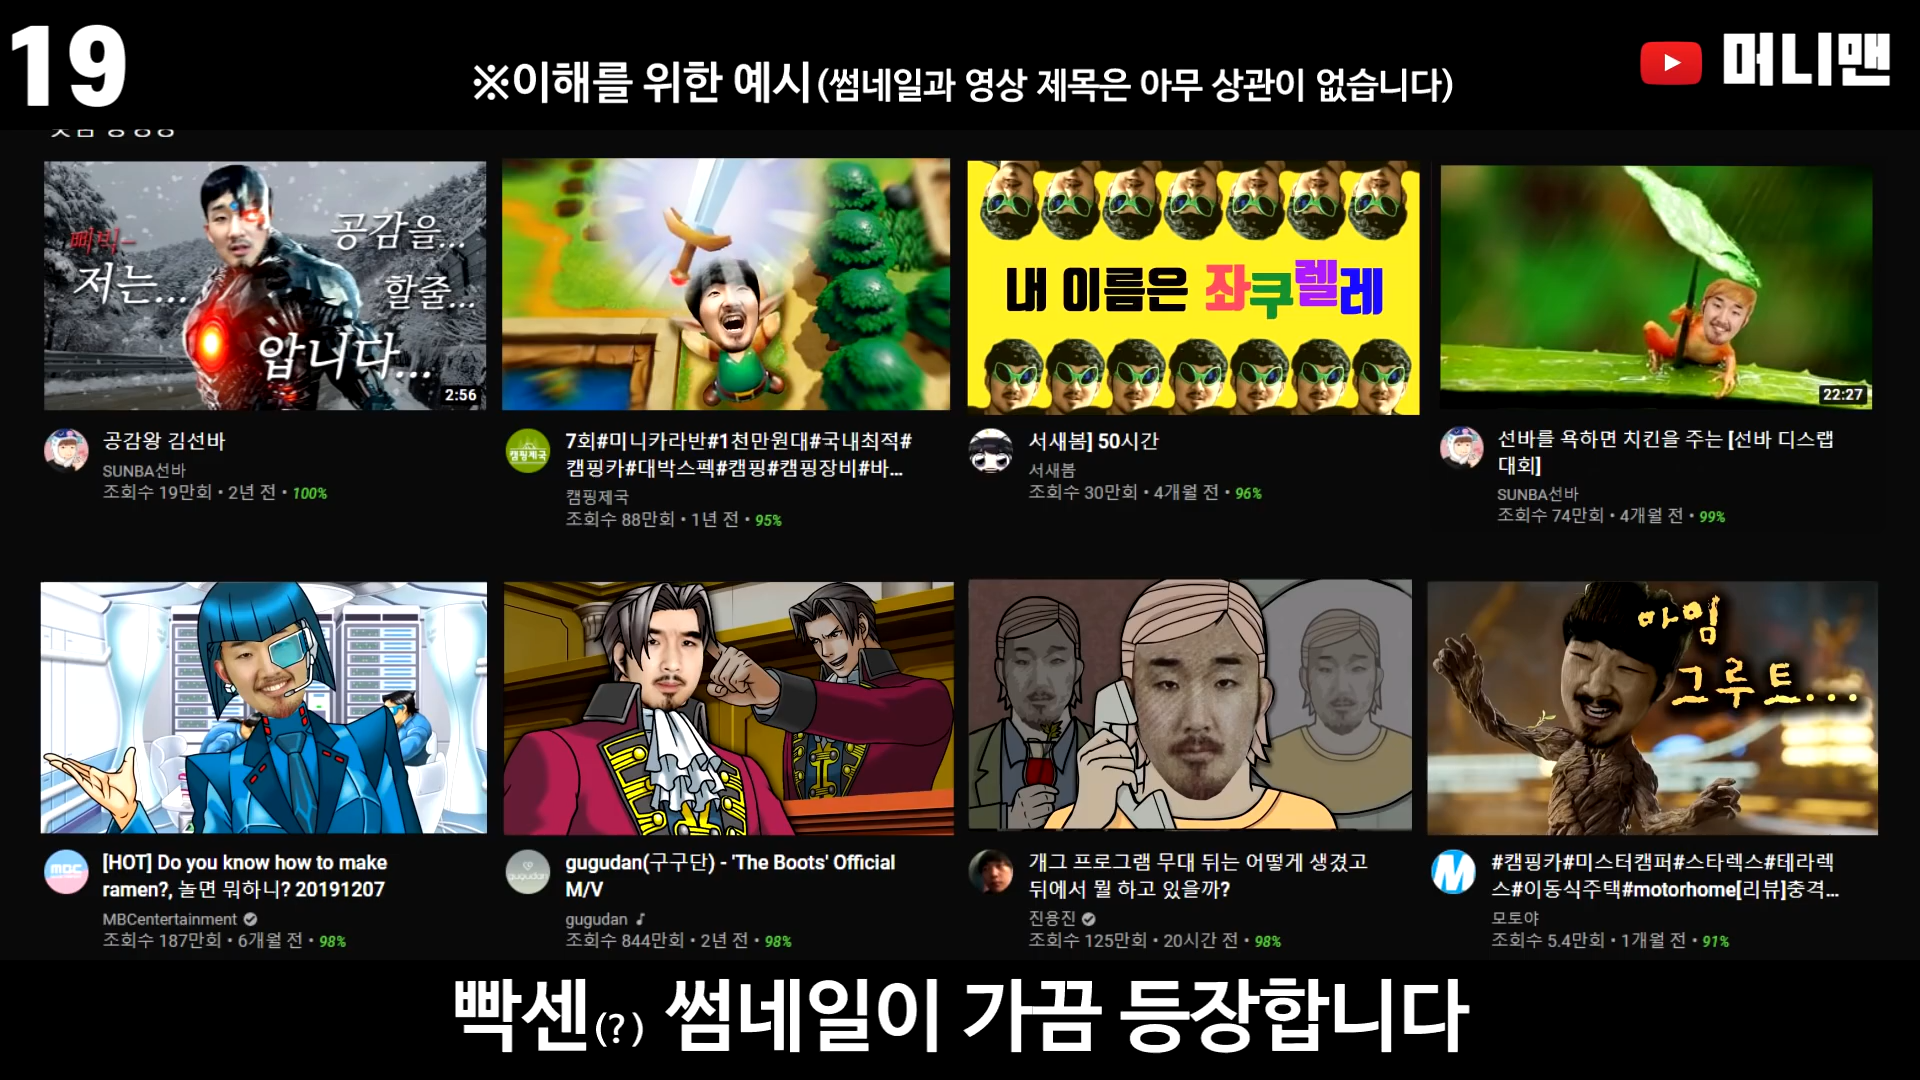 19
※이해를 위한 예시(썸네일과 영상 제목은 아무 상관이 없습니다)
머니맨
삐빅-
저는...
공감을...
할줄...
압니다...
2:56
내 이름은 좌쿠렐레
22:27
공감왕 김선바
SUNBA선바
조회수 19만회 • 2년 전 • 100%
7회#미니카라반#1천만원대#국내최적#
캠핑카#대박스펙#캠핑#캠핑장비#바...
캠핑제국
캠핑제국
조회수 88만회 • 1년 전 • 95%
서새봄] 50시간
서새봄
조회수 30만회 • 4개월 전 • 96%
선바를 욕하면 치킨을 주는 [선바 디스랩
대회]
SUNBA선바
조회수 74만회 • 4개월 전 • 99%
아임
그루트...
MBC
[HOT] Do you know how to make
ramen?, 놀면 뭐하니? 20191207
MBCentertainment
조회수 187만회 • 6개월 전 • 98%
gugudan
gugudan(구구단) - 'The Boots' Official
M/V
gugudan
조회수 844만회 • 2년 전 • 98%
개그 프로그램 무대 뒤는 어떻게 생겼고
뒤에서 뭘 하고 있을까?
진용진
조회수 125만회 • 20시간 전 • 98%
M
#캠핑카#미스터캠퍼#스타렉스#테라렉
스#이동식주택#motorhome[리뷰]충격...
모토야
조회수 5.4만회 • 1개월 전 • 91%
빡센(?) 썸네일이 가끔 등장합니다